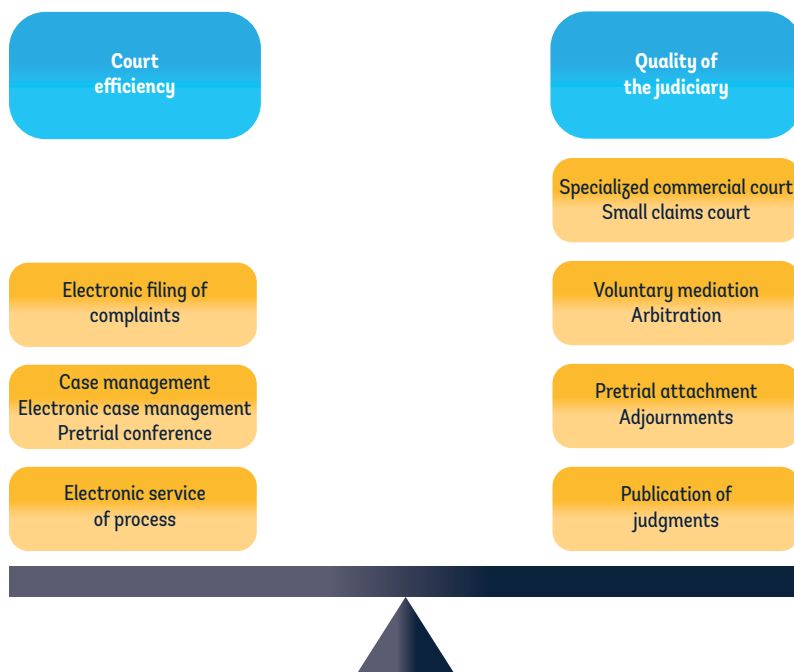 Court
efficiency
Quality of
the judiciary
Specialized commercial court
Small claims court
Electronic filing of
complaints
Voluntary mediation
Arbitration
Case management
Electronic case management
Pretrial conference
Pretrial attachment
Adjournments
Electronic service
of process
Publication of
judgments